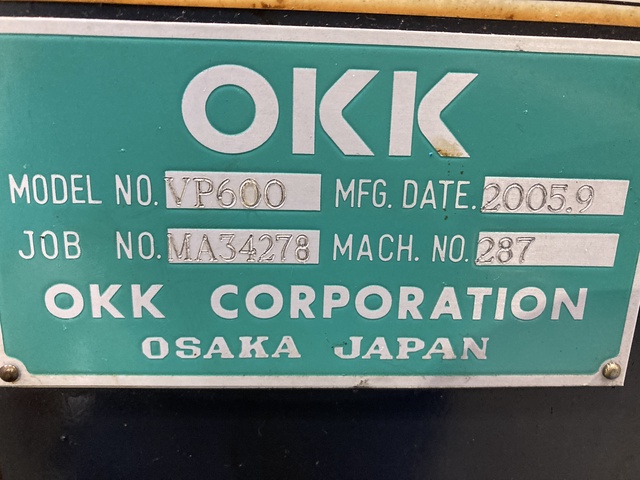 OKK
MODEL NO. VP600 MFG. DATE. 2005.9
JOB NO. MA34278 MACH. NO. 287
OKK CORPORATION
OSAKA JAPAN